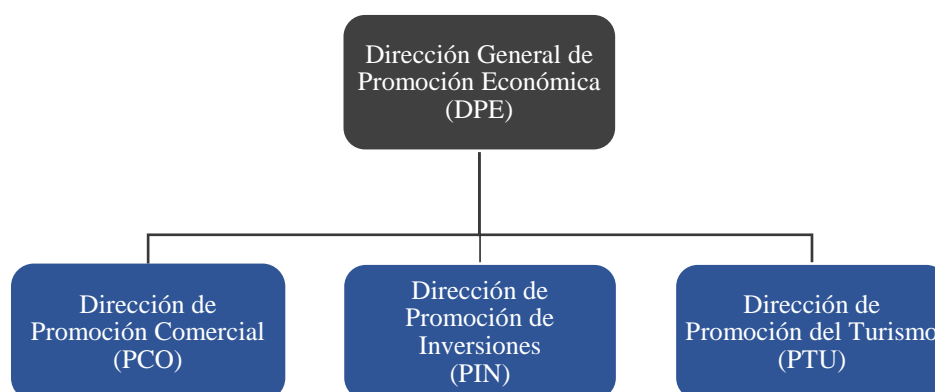 Dirección General de
Promoción Económica
(DPE)
Dirección de
Promoción Comercial
(PCO)
Dirección de
Promoción de
Inversiones
(PIN)
Dirección de
Promoción del Turismo
(PTU)